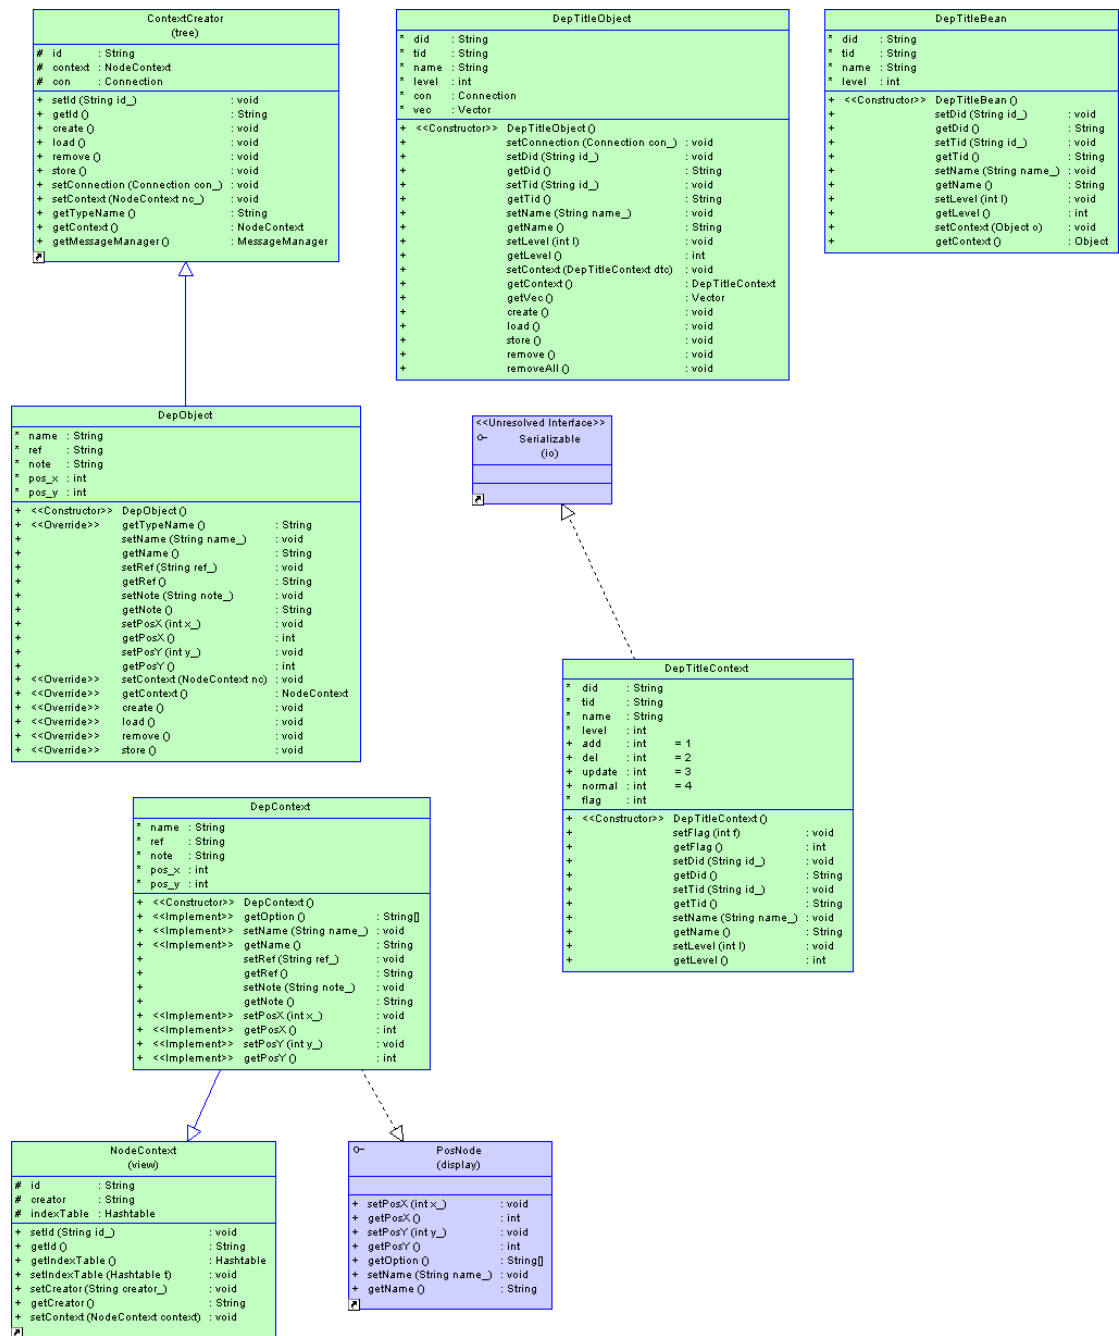 ContextCreator
(tree)
# id : String
# context : NodeContext
# con : Connection
+ setId (String id_) : void
+ getId () : String
+ create () : void
+ load () : void
+ remove () : void
+ store () : void
+ setConnection (Connection con_) : void
+ setContext (NodeContext nc_) : void
+ getTypeName () : String
+ getContext () : NodeContext
+ getMessageManager () : MessageManager
DepTitleObject
* did : String
* tid : String
* name : String
* level : int
* con : Connection
* vec : Vector
+ <<Constructor>> DepTitleObject ()
+ setConnection (Connection con_) : void
+ setDid (String id_) : void
+ getDid () : String
+ setTid (String id_) : void
+ getTid () : String
+ setName (String name_) : void
+ getName () : String
+ setLevel (int l) : void
+ getLevel () : int
+ setContext (DepTitleContext dtc) : void
+ getContext () : DepTitleContext
+ getVec () : Vector
+ create () : void
+ load () : void
+ store () : void
+ remove () : void
+ removeAll () : void
DepTitleBean
* did : String
* tid : String
* name : String
* level : int
+ <<Constructor>> DepTitleBean ()
+ setDid (String id_) : void
+ getDid () : String
+ setTid (String id_) : void
+ getTid () : String
+ setName (String name_) : void
+ getName () : String
+ setLevel (int l) : void
+ getLevel () : int
+ setContext (Object o) : void
+ getContext () : Object
DepObject
* name : String
* ref : String
* note : String
* pos_x : int
* pos_y : int
+ <<Constructor>> DepObject ()
+ <<Override>> getTypeName () : String
+ setName (String name_) : void
+ getName () : String
+ setRef (String ref_) : void
+ getRef () : String
+ setNote (String note_) : void
+ getNote () : String
+ setPosX (int x_) : void
+ getPosX () : int
+ setPosY (int y_) : void
+ getPosY () : int
+ <<Override>> setContext (NodeContext nc) : void
+ <<Override>> getContext () : NodeContext
+ <<Override>> create () : void
+ <<Override>> load () : void
+ <<Override>> remove () : void
+ <<Override>> store () : void
<<Unresolved Interface>>
Serializable
(io)
DepTitleContext
* did : String
* tid : String
* name : String
* level : int
+ add : int = 1
+ del : int = 2
+ update : int = 3
+ normal : int = 4
* flag : int
+ <<Constructor>> DepTitleContext ()
+ setFlag (int f) : void
+ getFlag () : int
+ setDid (String id_) : void
+ getDid () : String
+ setTid (String id_) : void
+ getTid () : String
+ setName (String name_) : void
+ getName () : String
+ setLevel (int l) : void
+ getLevel () : int
DepContext
* name : String
* ref : String
* note : String
* pos_x : int
* pos_y : int
+ <<Constructor>> DepContext ()
+ <<Implement>> getOption () : String[]
+ <<Implement>> setName (String name_) : void
+ <<Implement>> getName () : String
+ setRef (String ref_) : void
+ getRef () : String
+ setNote (String note_) : void
+ getNote () : String
+ <<Implement>> setPosX (int x_) : void
+ <<Implement>> getPosX () : int
+ <<Implement>> setPosY (int y_) : void
+ <<Implement>> getPosY () : int
NodeContext
(view)
# id : String
# creator : String
# indexTable : Hashtable
+ setId (String id_) : void
+ getId () : String
+ getIndexTable () : Hashtable
+ setIndexTable (Hashtable t) : void
+ setCreator (String creator_) : void
+ getCreator () : String
+ setContext (NodeContext context) : void
PosNode
(display)
+ setPosX (int x_) : void
+ getPosX () : int
+ setPosY (int y_) : void
+ getPosY () : int
+ getOption () : String[]
+ setName (String name_) : void
+ getName () : String